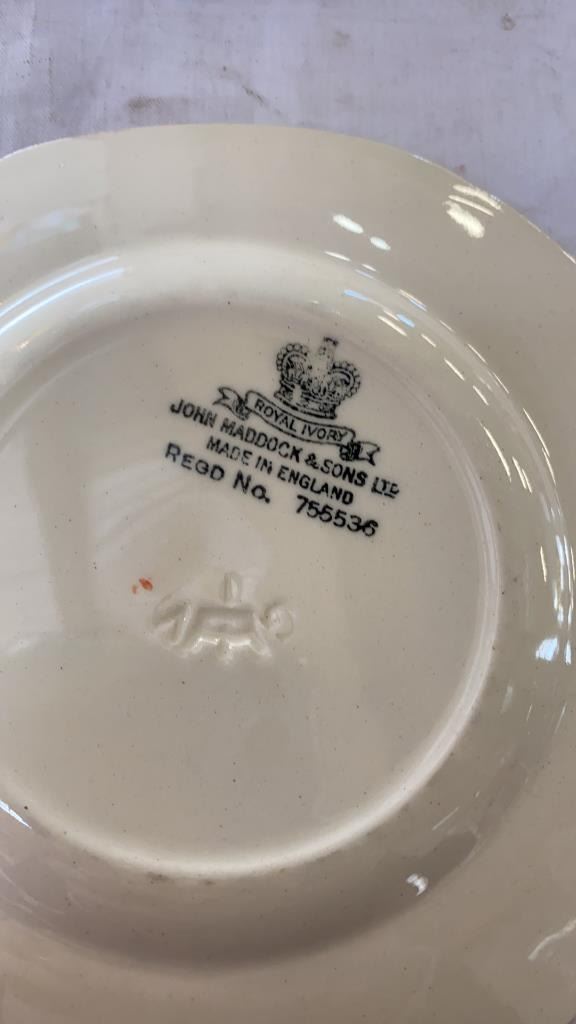 ROYAL IVORY
JOHN MADDOCK & SONS LTD
MADE IN ENGLAND
REGD No. 755536